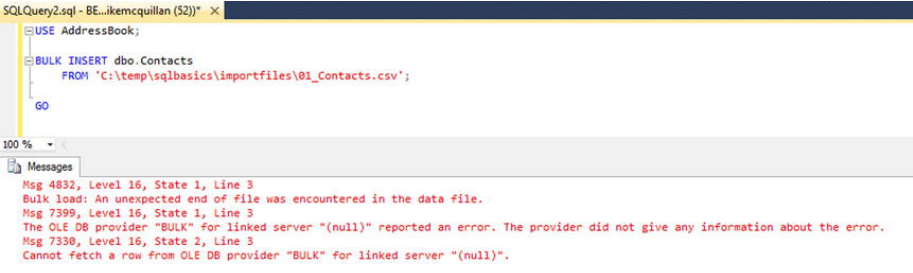 SQLQuery2.sql - BE...ikemcquillan (52))* ×
USE AddressBook;
BULK INSERT dbo.Contacts
FROM 'C:\temp\sqlbasics\importfiles\01_Contacts.csv';
GO
100 %
Messages
Msg 4832, Level 16, State 1, Line 3
Bulk load: An unexpected end of file was encountered in the data file.
Msg 7399, Level 16, State 1, Line 3
The OLE DB provider "BULK" for linked server "(null)" reported an error. The provider did not give any information about the error.
Msg 7330, Level 16, State 2, Line 3
Cannot fetch a row from OLE DB provider "BULK" for linked server "(null)".